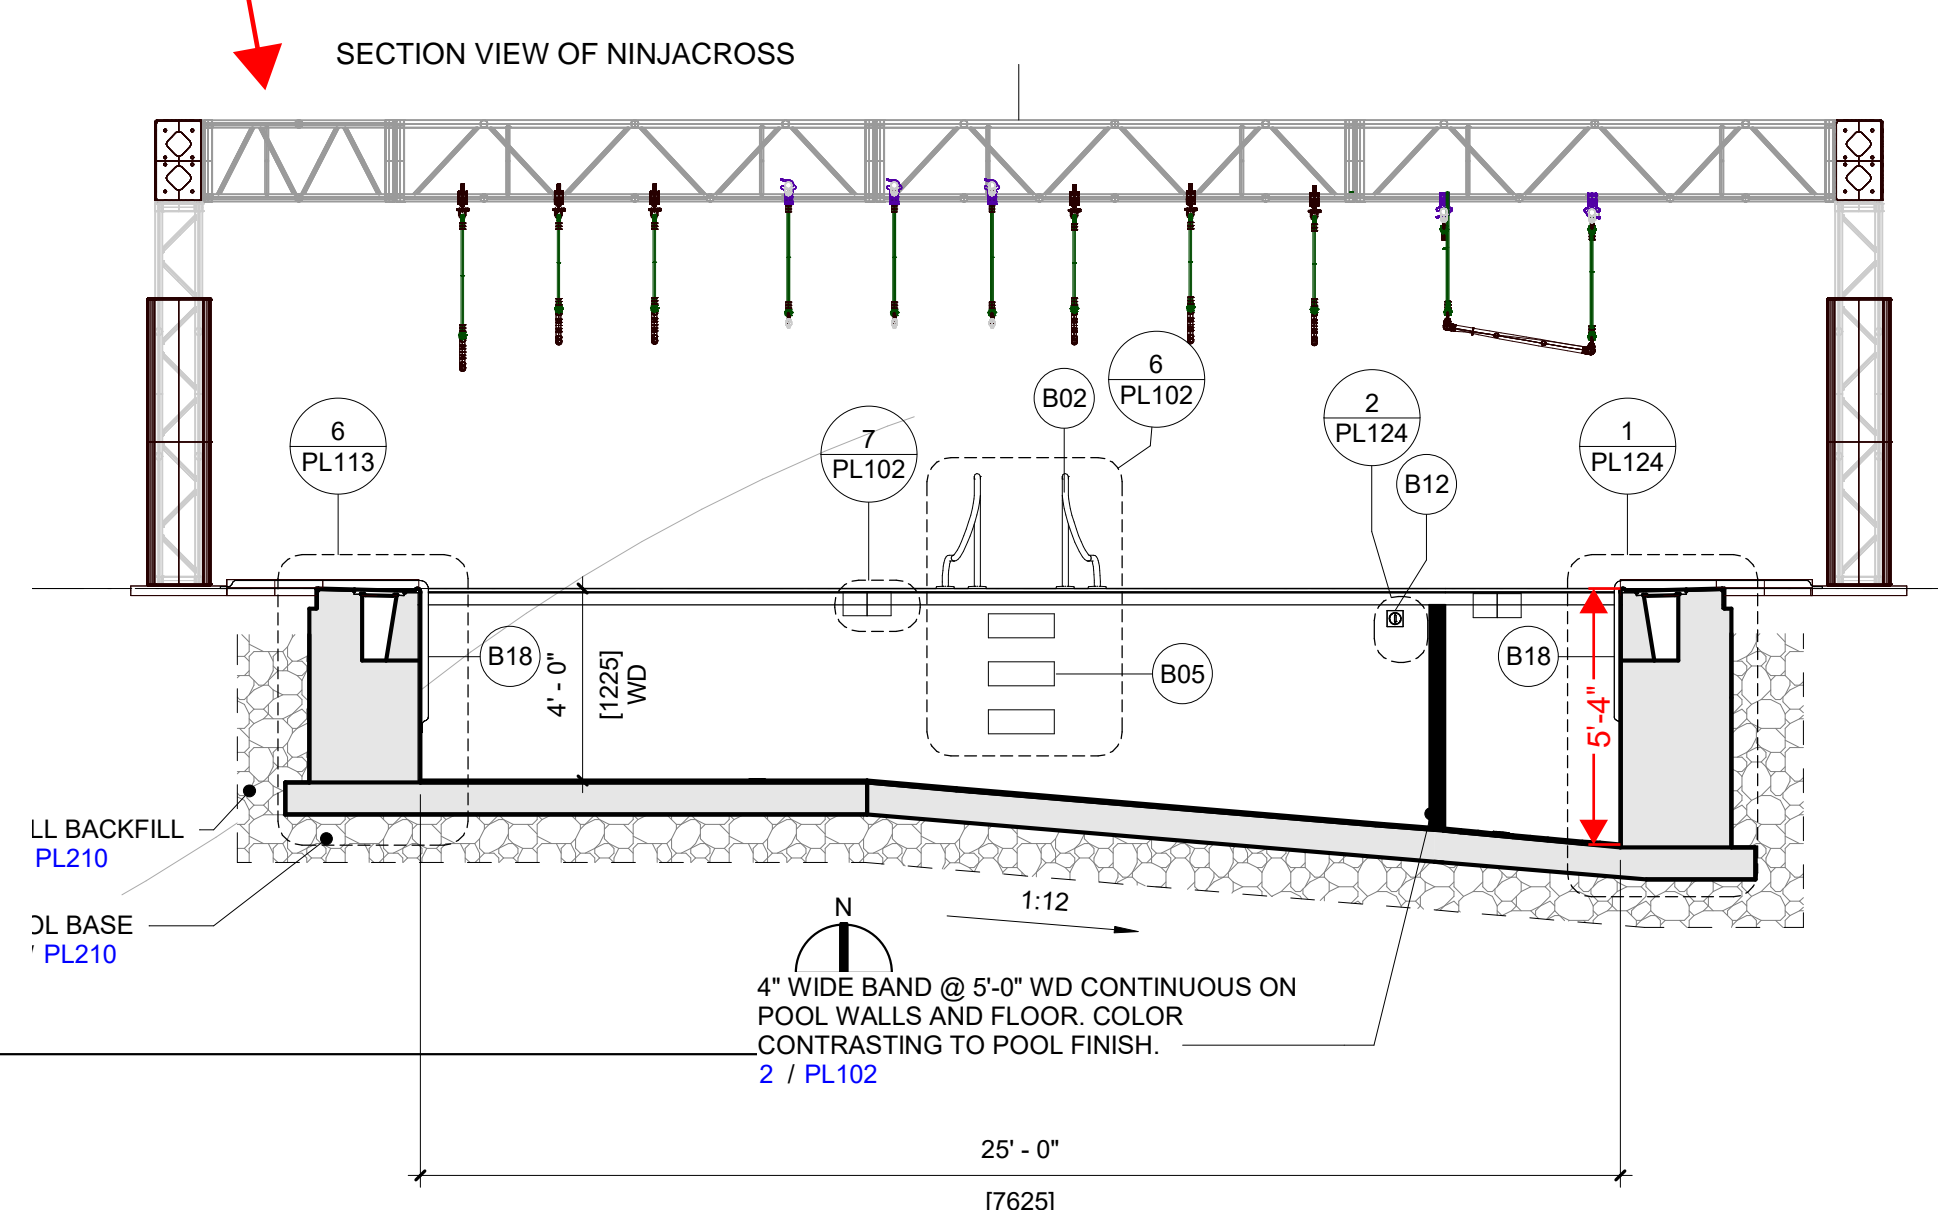 SECTION VIEW OF NINJACROSS
6
PL113
7
PL102
B02
6
PL102
2
PL124
B12
1
PL124
B18
4' - 0"
[1225]
WD
B05
B18
5'-4"
LL BACKFILL
PL210
OL BASE
/ PL210
N
1:12
4" WIDE BAND @ 5'-0" WD CONTINUOUS ON
POOL WALLS AND FLOOR. COLOR
CONTRASTING TO POOL FINISH.
2 / PL102
25' - 0"
[7625]